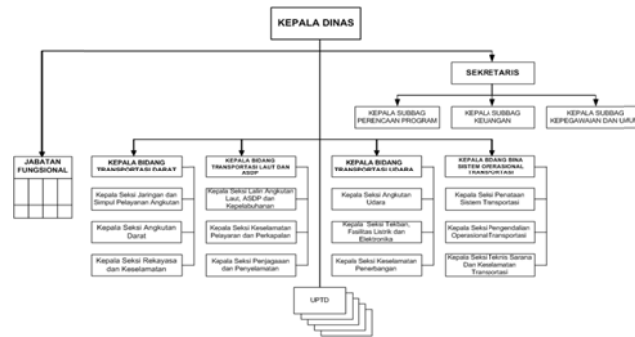 KEPALA DINAS
SEKRETARIS
KEPALA SUBBAG
PERENCAAN PROGRAM
KEPALA SUBBAG
KEUANGAN
KEPALA SUBBAG
KEPEGAWAIAN DAN UMUM
JABATAN
FUNGSIONAL
KEPALA BIDANG
TRANSPORTASI DARAT
Kepala Seksi Jaringan dan
Simpul Pelayanan Angkutan
Kepala Seksi Angkutan
Darat
Kepala Seksi Rekayasa dan
Keselamatan
KEPALA BIDANG
TRANSPORTASI LAUT DAN
ASDP
Kepala Seksi Lalin Angkutan
Laut, ASDP dan
Kepelabuhanan
Kepala Seksi Keselamatan
Pelayaran dan Perkapalan
Kepala Seksi Penjagaan
dan Penyelamatan
KEPALA BIDANG
TRANSPORTASI UDARA
Kepala Seksi Angkutan
Udara
Kepala Seksi Tekban,
Fasilitas Listrik dan
Elektronika
Kepala Seksi Keselamatan
Penerbangan
KEPALA BIDANG BINA
SISTEM OPERASIONAL
TRANSPORTASI
Kepala Seksi Penataan
Sistem Transportasi
Kepala Seksi Pengendalian
Operasional Transportasi
Kepala Seksi Teknis Sarana
Dan Keselamatan
Transportasi
UPTD